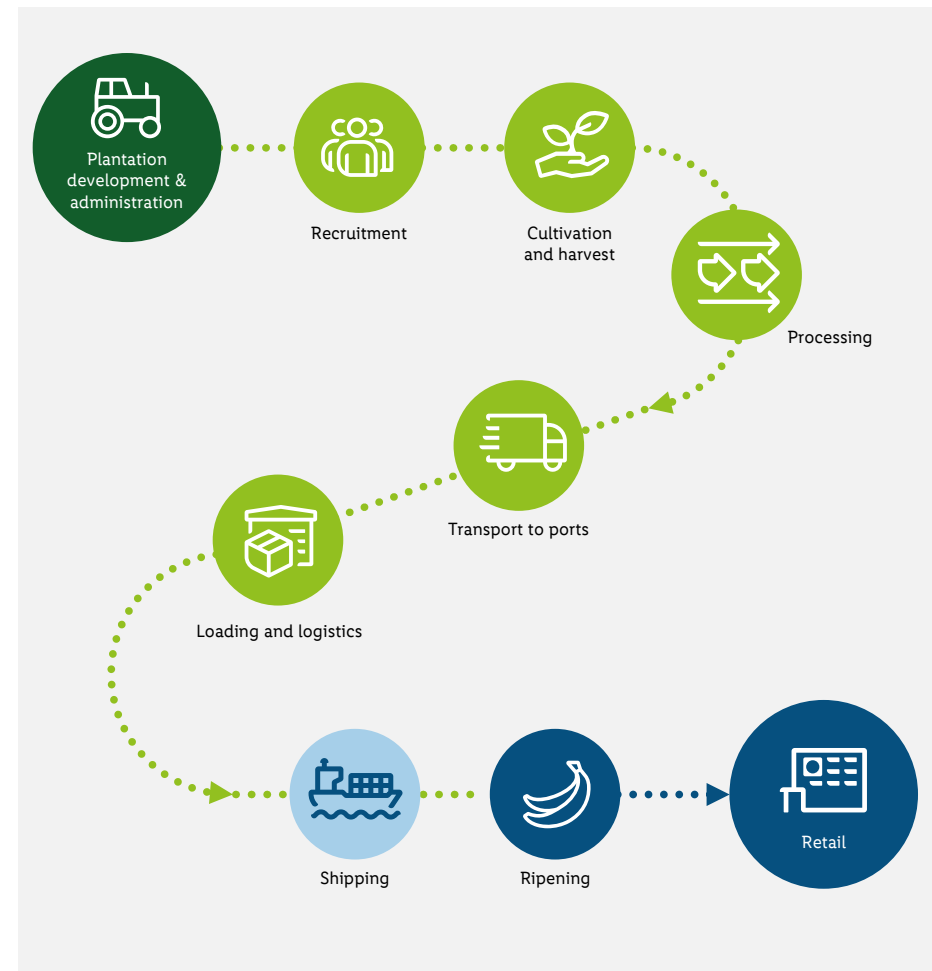 Plantation
development &
administration
Recruitment
Cultivation
and harvest
Processing
Transport to ports
Loading and logistics
Shipping
Ripening
Retail